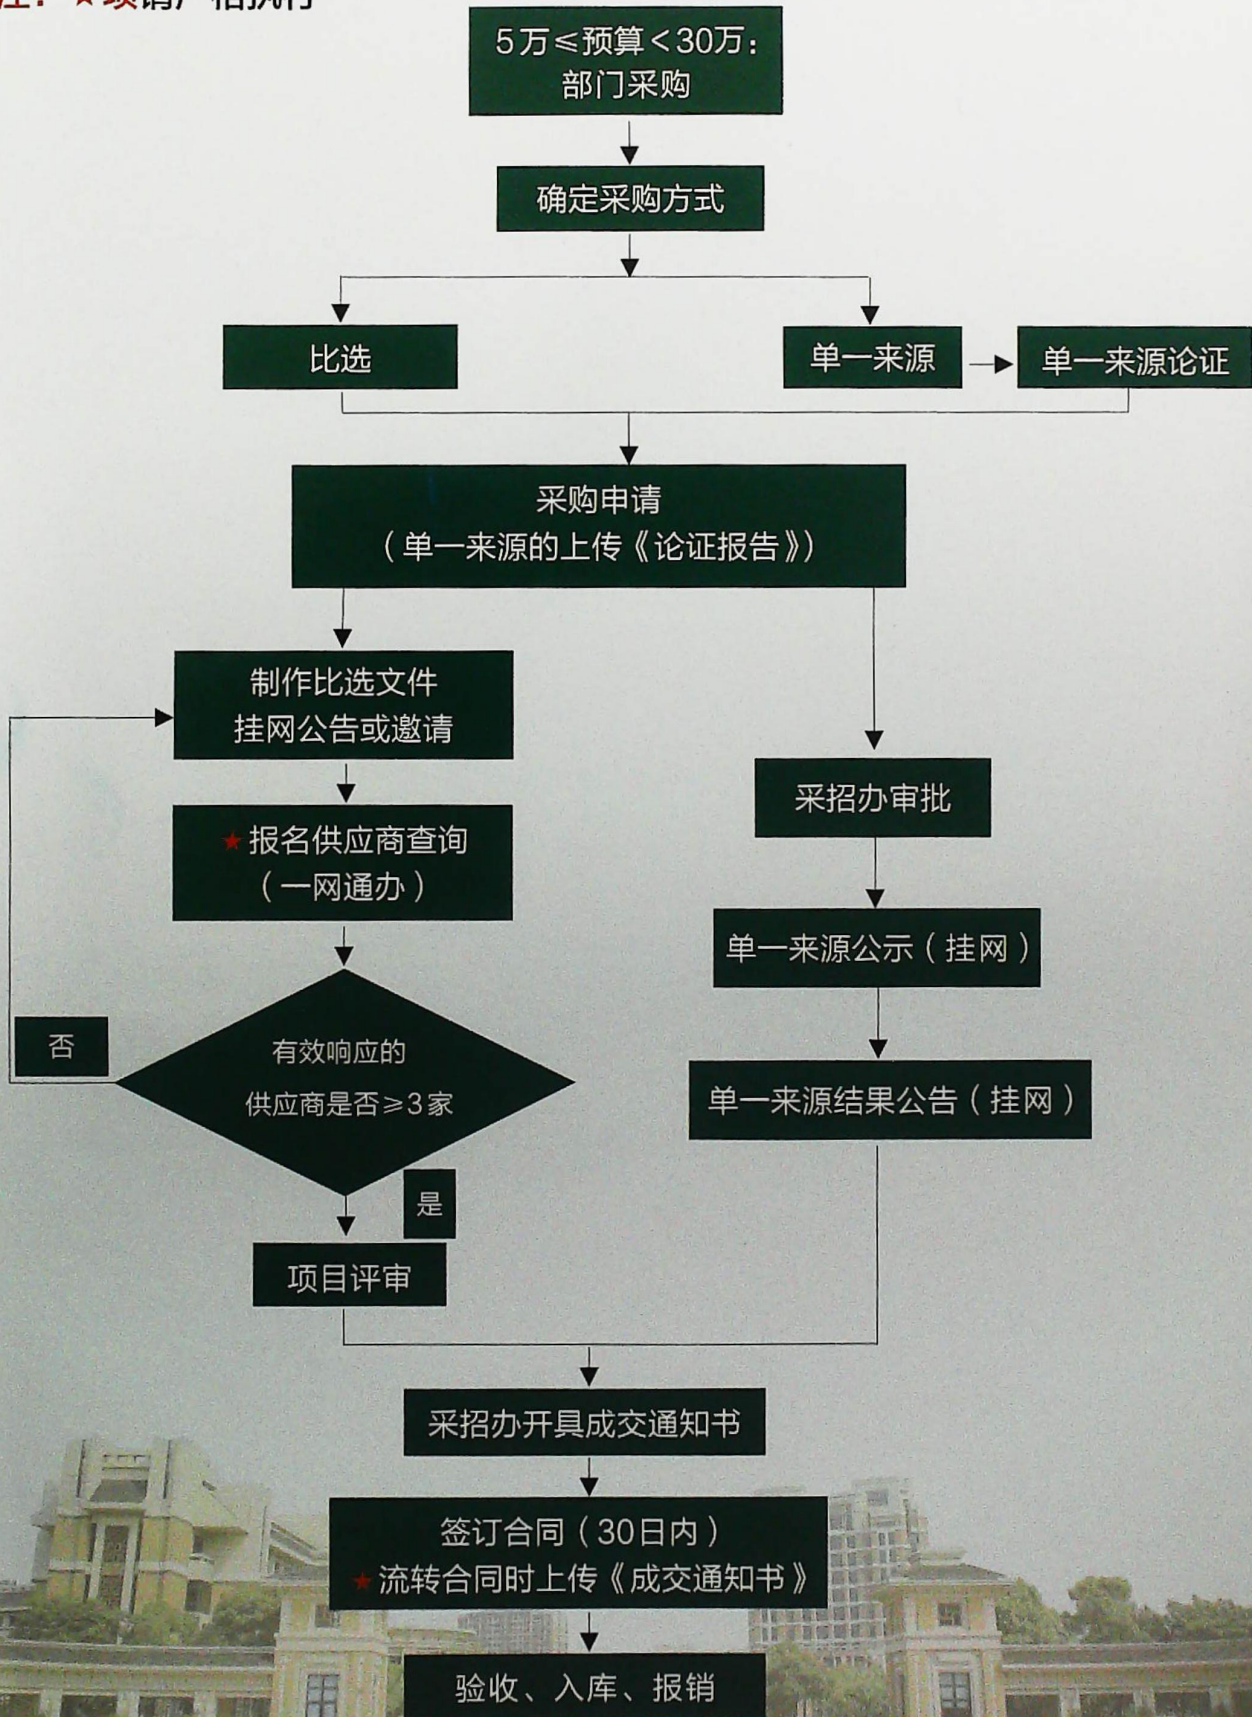 注：★项请严格执行
5万≤预算<30万：
部门采购
确定采购方式
比选
单一来源
单一来源论证
采购申请
（单一来源的上传《论证报告》）
制作比选文件
挂网公告或邀请
★报名供应商查询
（一网通办）
采招办审批
单一来源公示（挂网）
否
有效响应的
供应商是否≥3家
单一来源结果公告（挂网）
是
项目评审
采招办开具成交通知书
签订合同（30日内）
★流转合同时上传《成交通知书》
验收、入库、报销